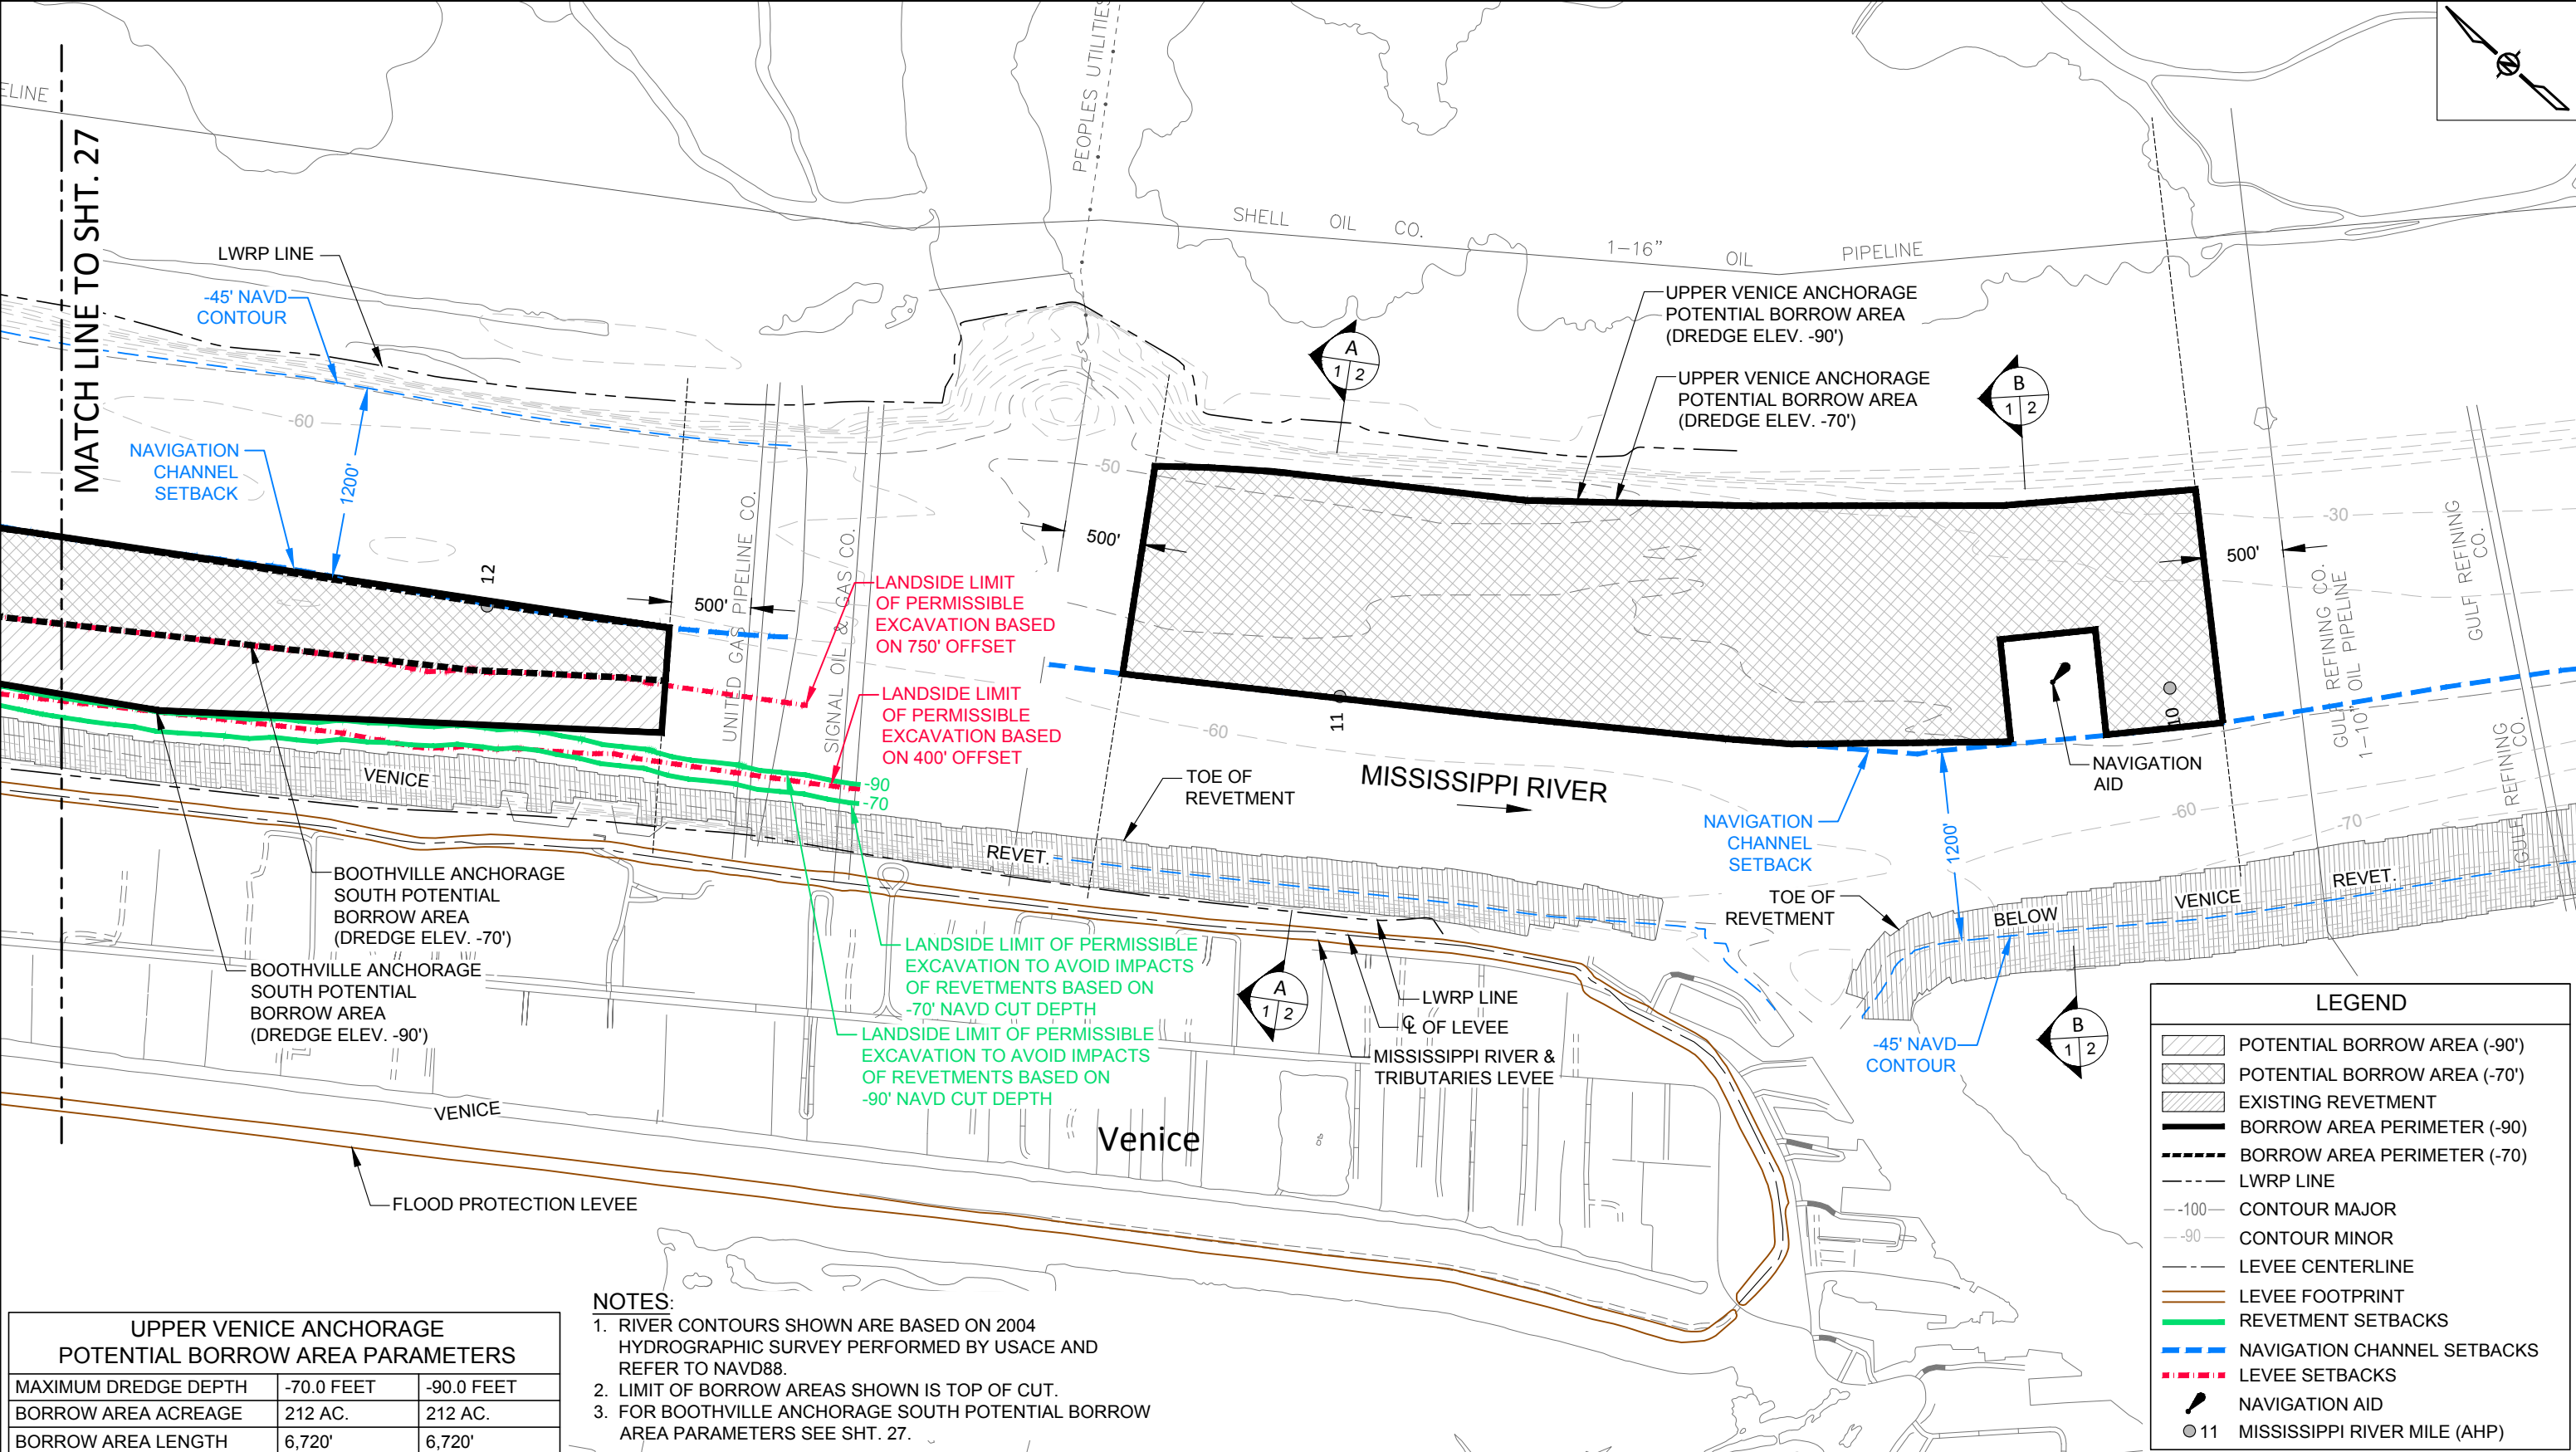 ELINE
MATCH LINE TO SHT. 27
LWRP LINE
-45' NAVD
CONTOUR
-60
NAVIGATION
CHANNEL
SETBACK
1200'
12
PEOPLES UTILITIES
SHELL OIL CO.
1-16" OIL PIPELINE
UPPER VENICE ANCHORAGE
POTENTIAL BORROW AREA
(DREDGE ELEV. -90')
UPPER VENICE ANCHORAGE
POTENTIAL BORROW AREA
(DREDGE ELEV. -70')
A
1 2
B
1 2
-50
500'
500'
500'
-30
UNITED GAS PIPELINE CO.
SIGNAL OIL & GAS CO.
LANDSIDE LIMIT
OF PERMISSIBLE
EXCAVATION BASED
ON 750' OFFSET
LANDSIDE LIMIT
OF PERMISSIBLE
EXCAVATION BASED
ON 400' OFFSET
-90
-70
GULF REFINING CO.
1-10" OIL PIPELINE
GULF REFINING
CO.
GULF REFINING
CO.
11
10
-60
MISSISSIPPI RIVER
TOE OF
REVETMENT
NAVIGATION
AID
NAVIGATION
CHANNEL
SETBACK
1200'
-60
-70
VENICE
REVET.
TOE OF
REVETMENT
BELOW
VENICE
REVET.
BOOTHVILLE ANCHORAGE
SOUTH POTENTIAL
BORROW AREA
(DREDGE ELEV. -70')
BOOTHVILLE ANCHORAGE
SOUTH POTENTIAL
BORROW AREA
(DREDGE ELEV. -90')
LANDSIDE LIMIT OF PERMISSIBLE
EXCAVATION TO AVOID IMPACTS
OF REVETMENTS BASED ON
-70' NAVD CUT DEPTH
LANDSIDE LIMIT OF PERMISSIBLE
EXCAVATION TO AVOID IMPACTS
OF REVETMENTS BASED ON
-90' NAVD CUT DEPTH
A
1 2
LWRP LINE
℄ OF LEVEE
MISSISSIPPI RIVER &
TRIBUTARIES LEVEE
-45' NAVD
CONTOUR
B
1 2
VENICE
Venice
FLOOD PROTECTION LEVEE
LEGEND
POTENTIAL BORROW AREA (-90')
POTENTIAL BORROW AREA (-70')
EXISTING REVETMENT
BORROW AREA PERIMETER (-90)
BORROW AREA PERIMETER (-70)
LWRP LINE
-100 CONTOUR MAJOR
-90 CONTOUR MINOR
LEVEE CENTERLINE
LEVEE FOOTPRINT
REVETMENT SETBACKS
NAVIGATION CHANNEL SETBACKS
LEVEE SETBACKS
NAVIGATION AID
11 MISSISSIPPI RIVER MILE (AHP)
UPPER VENICE ANCHORAGE
POTENTIAL BORROW AREA PARAMETERS
MAXIMUM DREDGE DEPTH -70.0 FEET -90.0 FEET
BORROW AREA ACREAGE 212 AC. 212 AC.
BORROW AREA LENGTH 6,720' 6,720'
NOTES:
1. RIVER CONTOURS SHOWN ARE BASED ON 2004
HYDROGRAPHIC SURVEY PERFORMED BY USACE AND
REFER TO NAVD88.
2. LIMIT OF BORROW AREAS SHOWN IS TOP OF CUT.
3. FOR BOOTHVILLE ANCHORAGE SOUTH POTENTIAL BORROW
AREA PARAMETERS SEE SHT. 27.